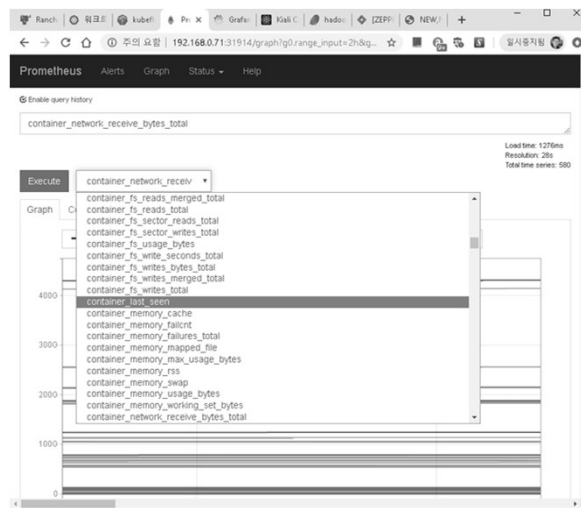 Ranch
워크
kubefl
Pro
Grafan
Kiali C
hadoo
[ZEPP
NEW,!
주의 요함 | 192.168.0.71:31914/graph?g0.range_input=2h&g...
일시중지됨
Prometheus Alerts Graph Status Help
Enable query history
container_network_receive_bytes_total
Load time: 1276ms
Resolution: 28s
Total time series: 580
Execute
container_network_receiv
Graph
container_fs_reads_merged_total
container_fs_reads_total
container_fs_sector_reads_total
container_fs_sector_writes_total
container_fs_usage_bytes
container_fs_write_seconds_total
container_fs_writes_bytes_total
container_fs_writes_merged_total
container_fs_writes_total
container_last_seen
container_memory_cache
container_memory_failcnt
container_memory_failures_total
container_memory_mapped_file
container_memory_max_usage_bytes
container_memory_rss
container_memory_swap
container_memory_usage_bytes
container_memory_working_set_bytes
container_network_receive_bytes_total
4000
3000
2000
1000
0